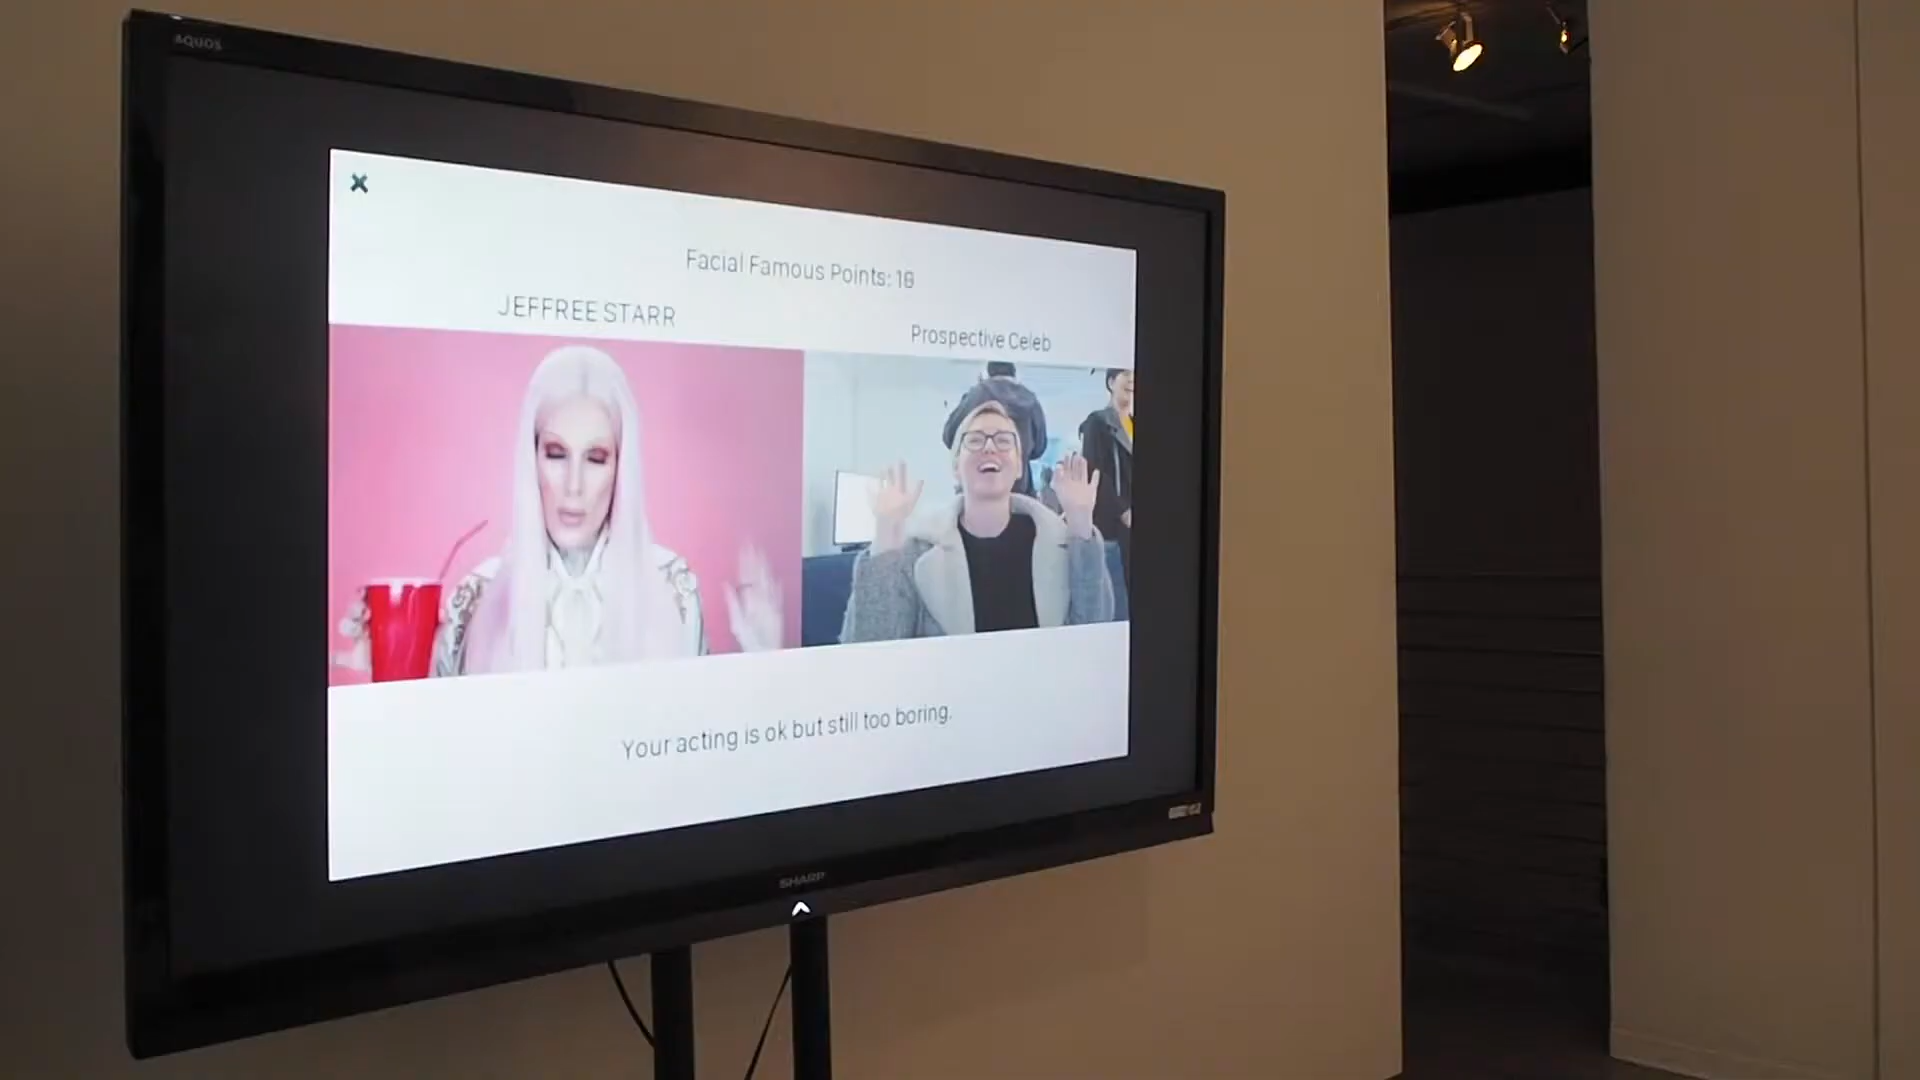 AQUOS
Facial Famous Points: 18
JEFFREE STARR
Prospective Celeb
Your acting is ok but still too boring.
SHARP